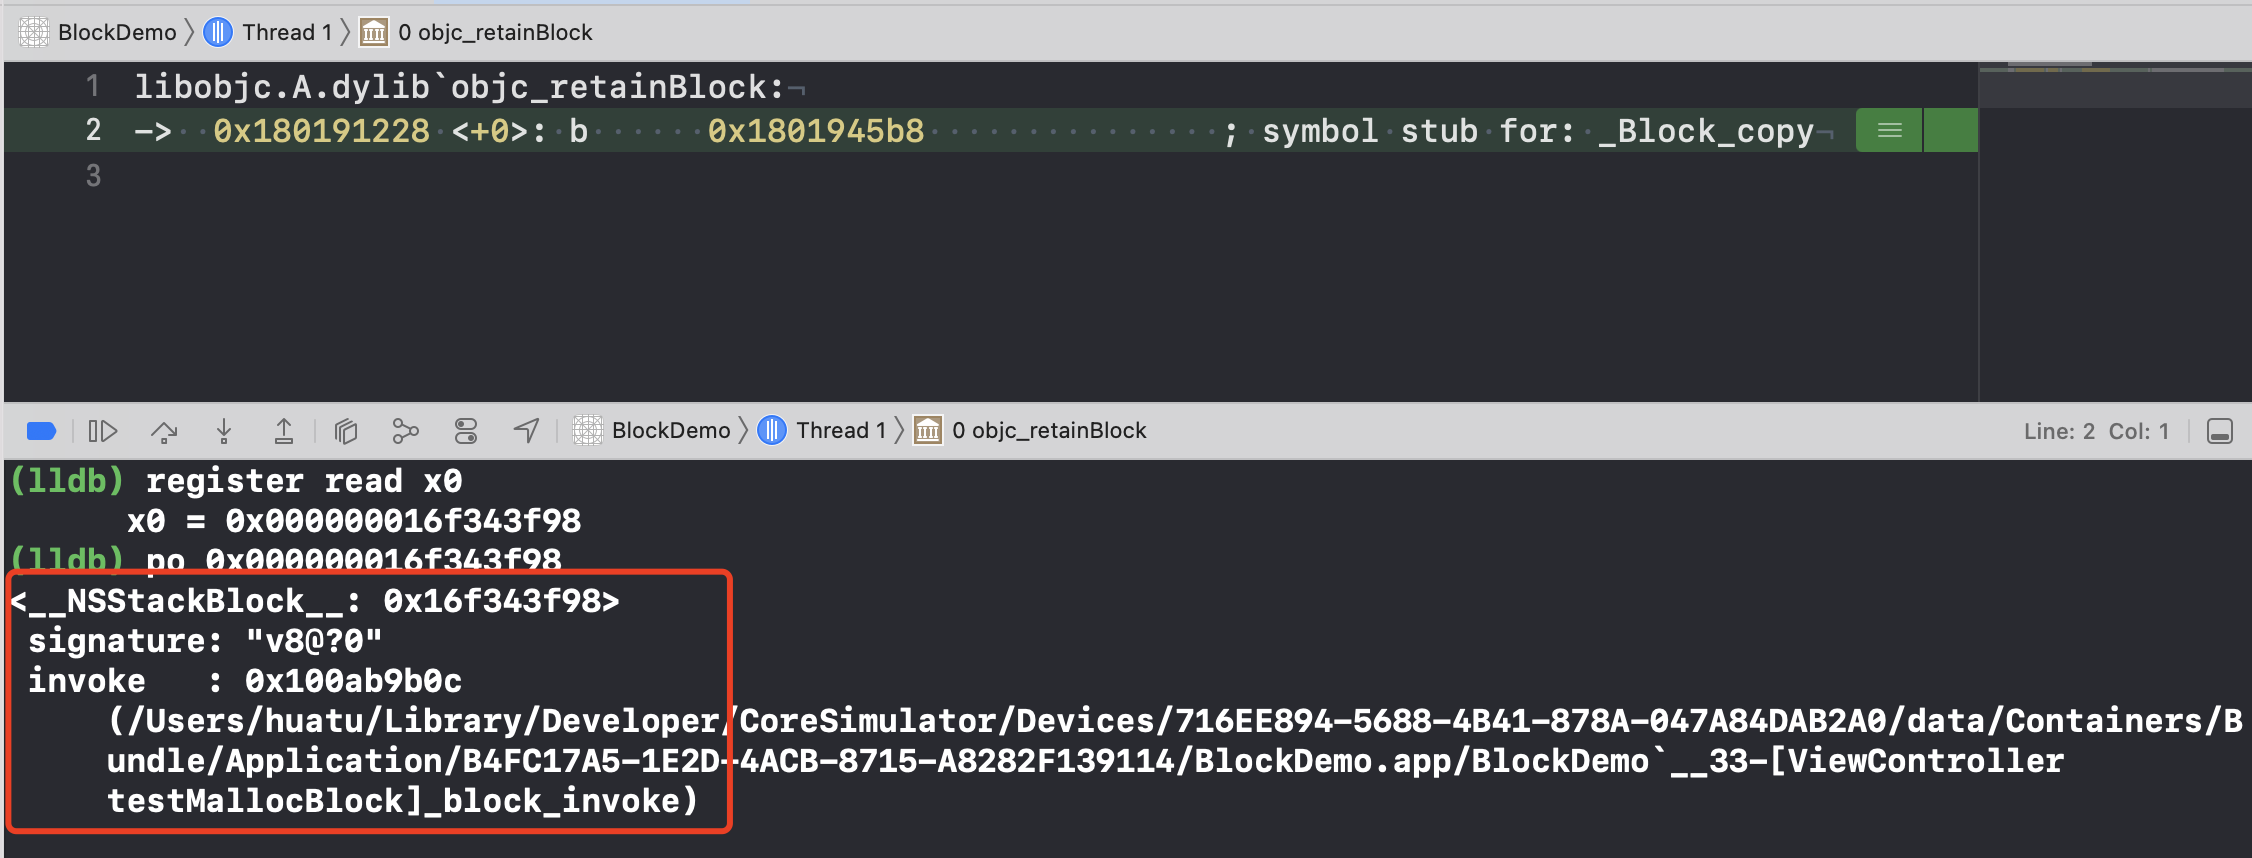 BlockDemo 〉 Thread 1 〉 0 objc_retainBlock
1 libobjc.A.dylib`objc_retainBlock:¬
2 -> ·· 0x180191228 · <+0>: · b ······ 0x1801945b8 ··············· ; · symbol · stub · for: · _Block_copy¬
3
BlockDemo 〉 Thread 1 〉 0 objc_retainBlock Line: 2 Col: 1
(lldb) register read x0
x0 = 0x000000016f343f98
(lldb) po 0x000000016f343f98
<__NSStackBlock__: 0x16f343f98>
signature: "v8@?0"
invoke : 0x100ab9b0c
(/Users/huatu/Library/Developer/CoreSimulator/Devices/716EE894-5688-4B41-878A-047A84DAB2A0/data/Containers/B
undle/Application/B4FC17A5-1E2D-4ACB-8715-A8282F139114/BlockDemo.app/BlockDemo`__33-[ViewController
testMallocBlock]_block_invoke)